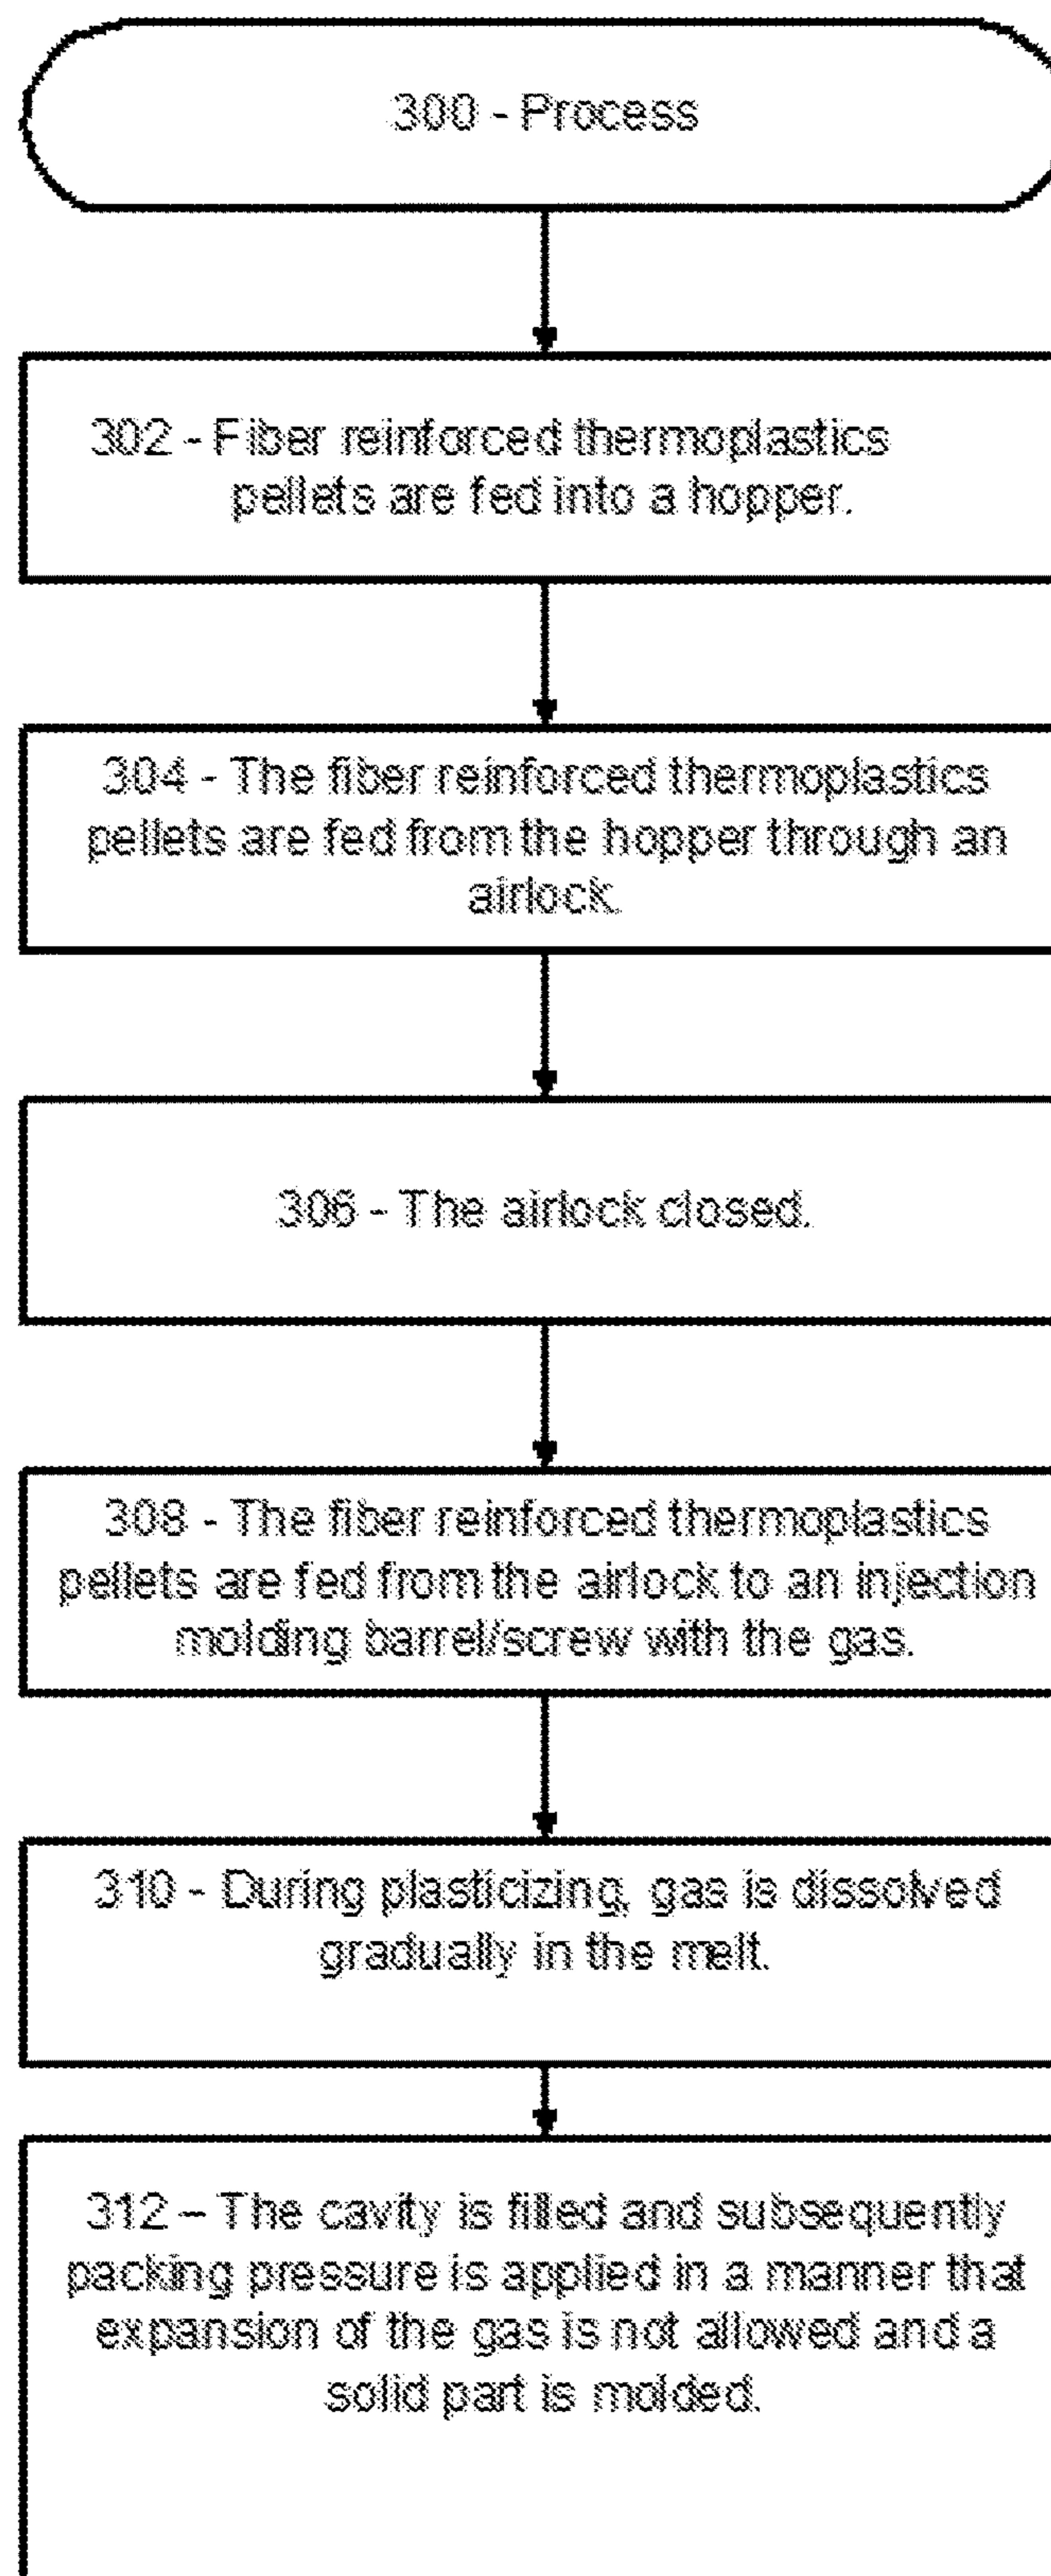 300 - Process
302 - Fiber reinforced thermoplastics
pellets are fed into a hopper.
304 - The fiber reinforced thermoplastics
pellets are fed from the hopper through an
airlock.
306 - The airlock closed.
308 - The fiber reinforced thermoplastics
pellets are fed from the airlock to an injection
molding barrel/screw with the gas.
310 - During plasticizing, gas is dissolved
gradually in the melt.
312 – The cavity is filled and subsequently
packing pressure is applied in a manner that
expansion of the gas is not allowed and a
solid part is molded.